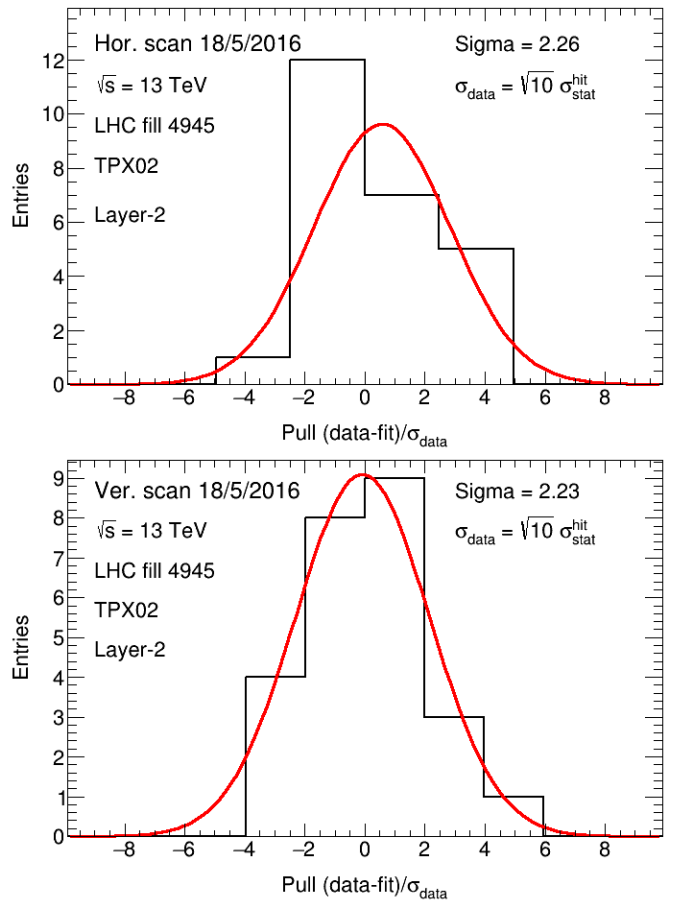 Hor. scan 18/5/2016
Sigma = 2.26
√s = 13 TeV
σdata = √10 σstat^hit
LHC fill 4945
TPX02
Layer-2
Entries
12
10
8
6
4
2
0
−8 −6 −4 −2 0 2 4 6 8
Pull (data-fit)/σdata
Ver. scan 18/5/2016
Sigma = 2.23
√s = 13 TeV
σdata = √10 σstat^hit
LHC fill 4945
TPX02
Layer-2
Entries
9
8
7
6
5
4
3
2
1
0
−8 −6 −4 −2 0 2 4 6 8
Pull (data-fit)/σdata